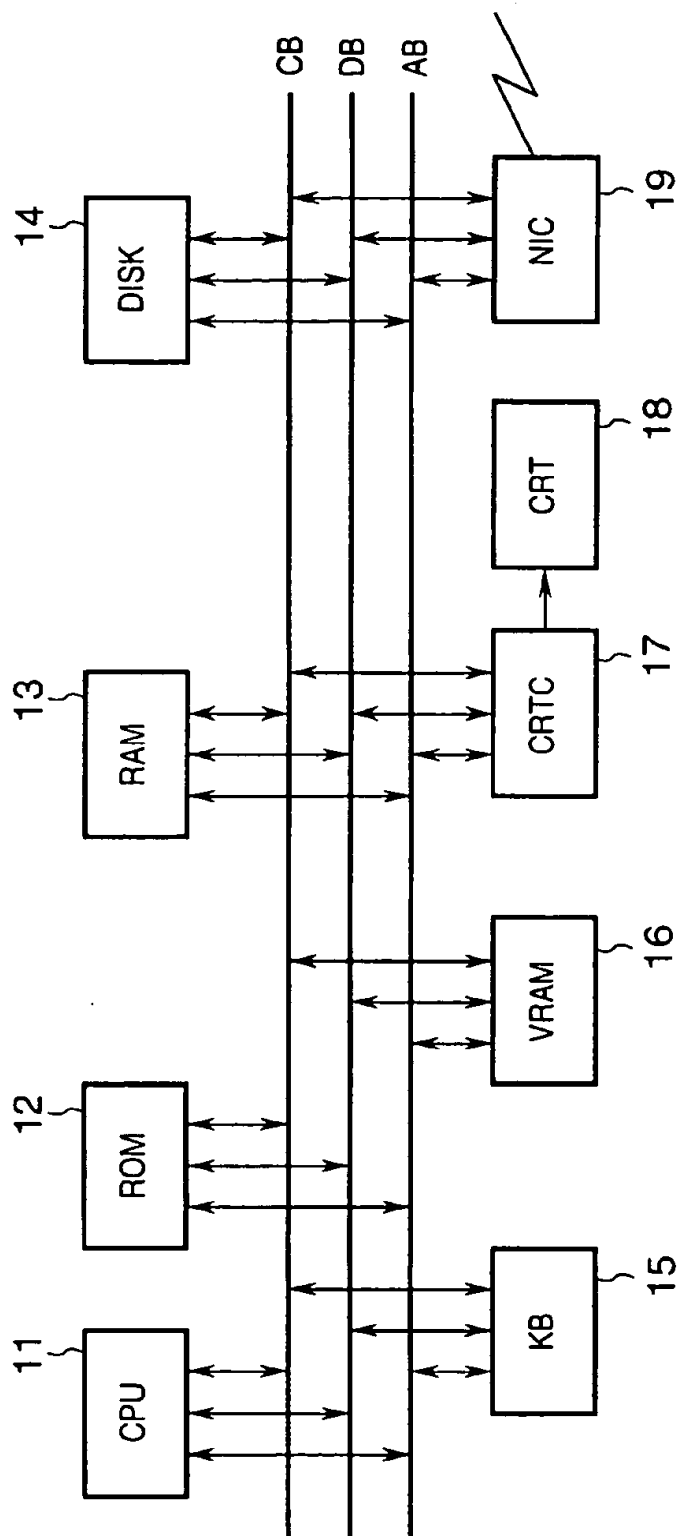 11
CPU
12
ROM
13
RAM
14
DISK
CB
DB
AB
15
KB
16
VRAM
17
CRTC
18
CRT
19
NIC